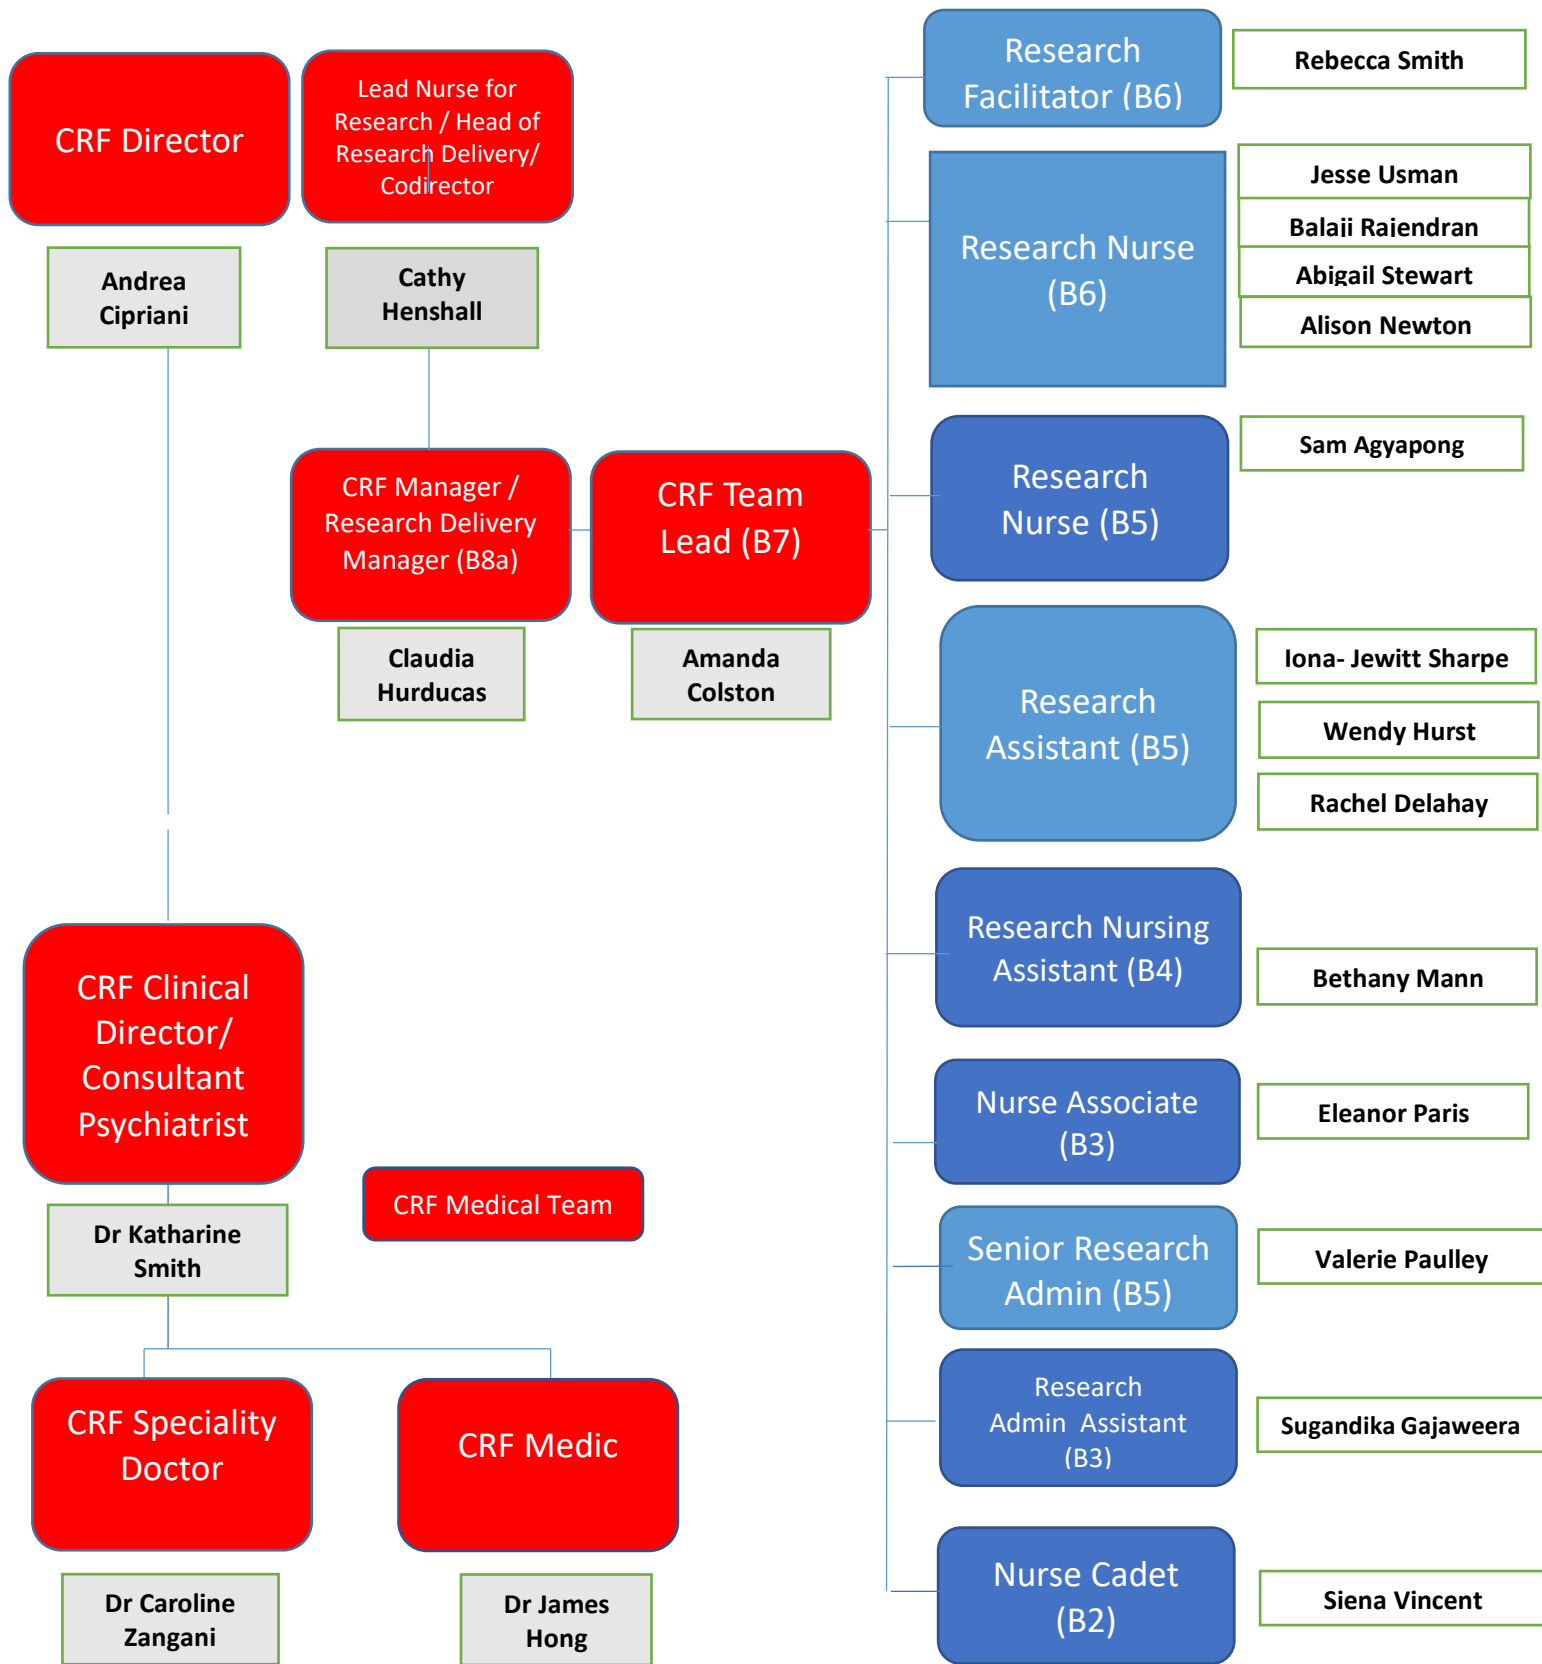 CRF Director
Andrea
Cipriani
Lead Nurse for
Research / Head of
Research Delivery/
Codirector
Cathy
Henshall
CRF Manager /
Research Delivery
Manager (B8a)
Claudia
Hurducas
CRF Team
Lead (B7)
Amanda
Colston
Research
Facilitator (B6)
Rebecca Smith
Research Nurse
(B6)
Jesse Usman
Balaji Rajendran
Abigail Stewart
Alison Newton
Research
Nurse (B5)
Sam Agyapong
Research
Assistant (B5)
Iona- Jewitt Sharpe
Wendy Hurst
Rachel Delahay
Research Nursing
Assistant (B4)
Bethany Mann
Nurse Associate
(B3)
Eleanor Paris
Senior Research
Admin (B5)
Valerie Paulley
Research
Admin  Assistant
(B3)
Sugandika Gajaweera
Nurse Cadet
(B2)
Siena Vincent
CRF Clinical
Director/
Consultant
Psychiatrist
Dr Katharine
Smith
CRF Medical Team
CRF Speciality
Doctor
Dr Caroline
Zangani
CRF Medic
Dr James
Hong